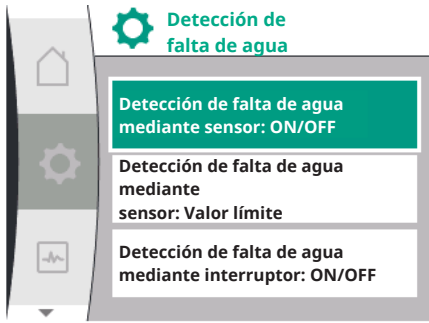 Detección de
falta de agua
Detección de falta de agua
mediante sensor: ON/OFF
Detección de falta de agua
mediante
sensor: Valor límite
Detección de falta de agua
mediante interruptor: ON/OFF